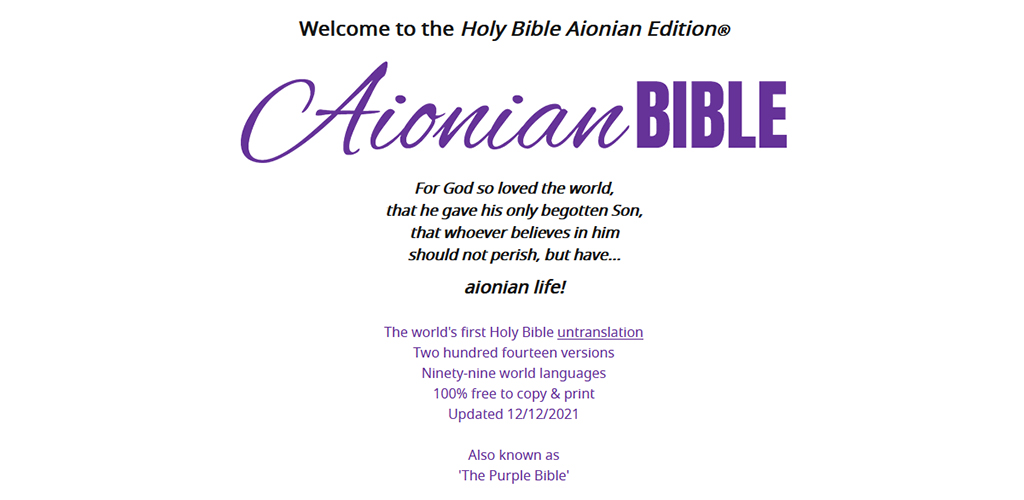 Welcome to the Holy Bible Aionian Edition®
Aionian BIBLE
For God so loved the world,
that he gave his only begotten Son,
that whoever believes in him
should not perish, but have...
aionian life!
The world's first Holy Bible untranslation
Two hundred fourteen versions
Ninety-nine world languages
100% free to copy & print
Updated 12/12/2021
Also known as
'The Purple Bible'